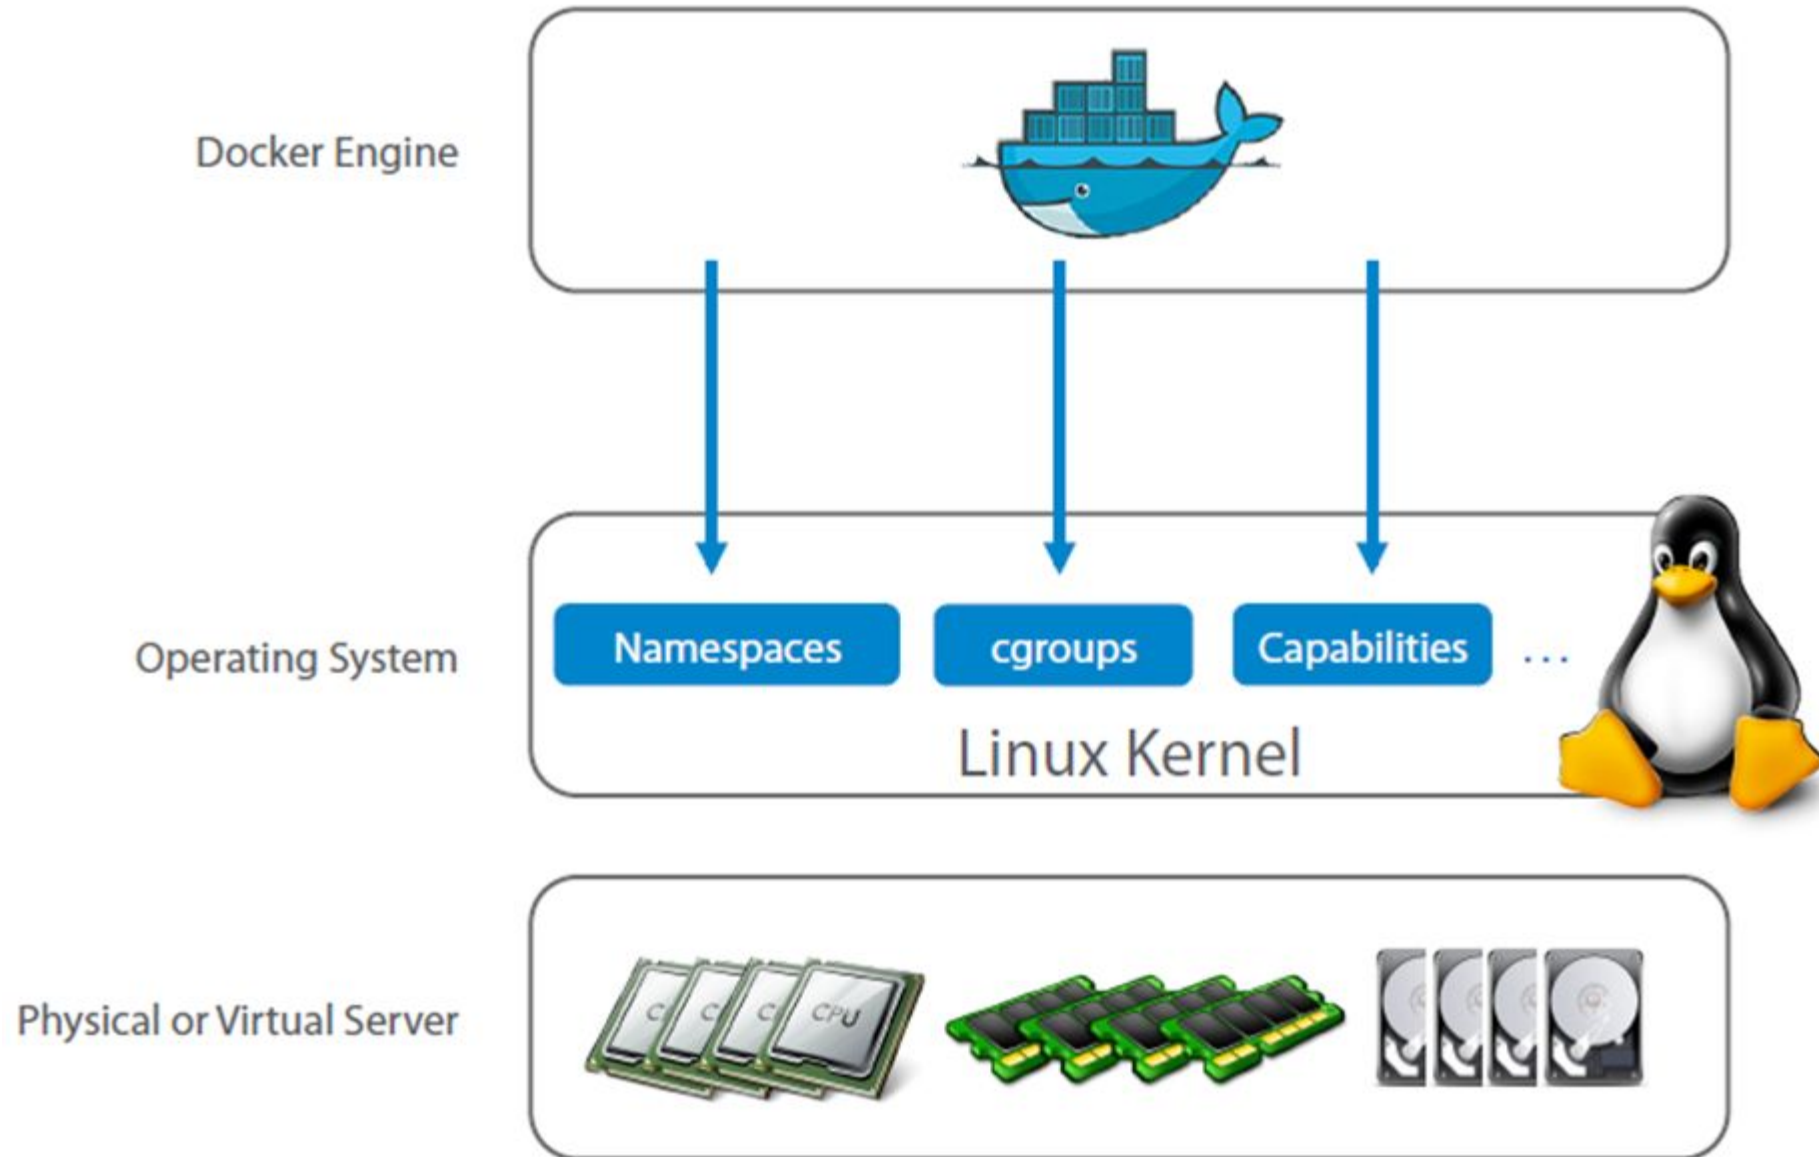 Docker Engine
Operating System
Namespaces
cgroups
Capabilities
...
Linux Kernel
Physical or Virtual Server
C
C
C
CPU